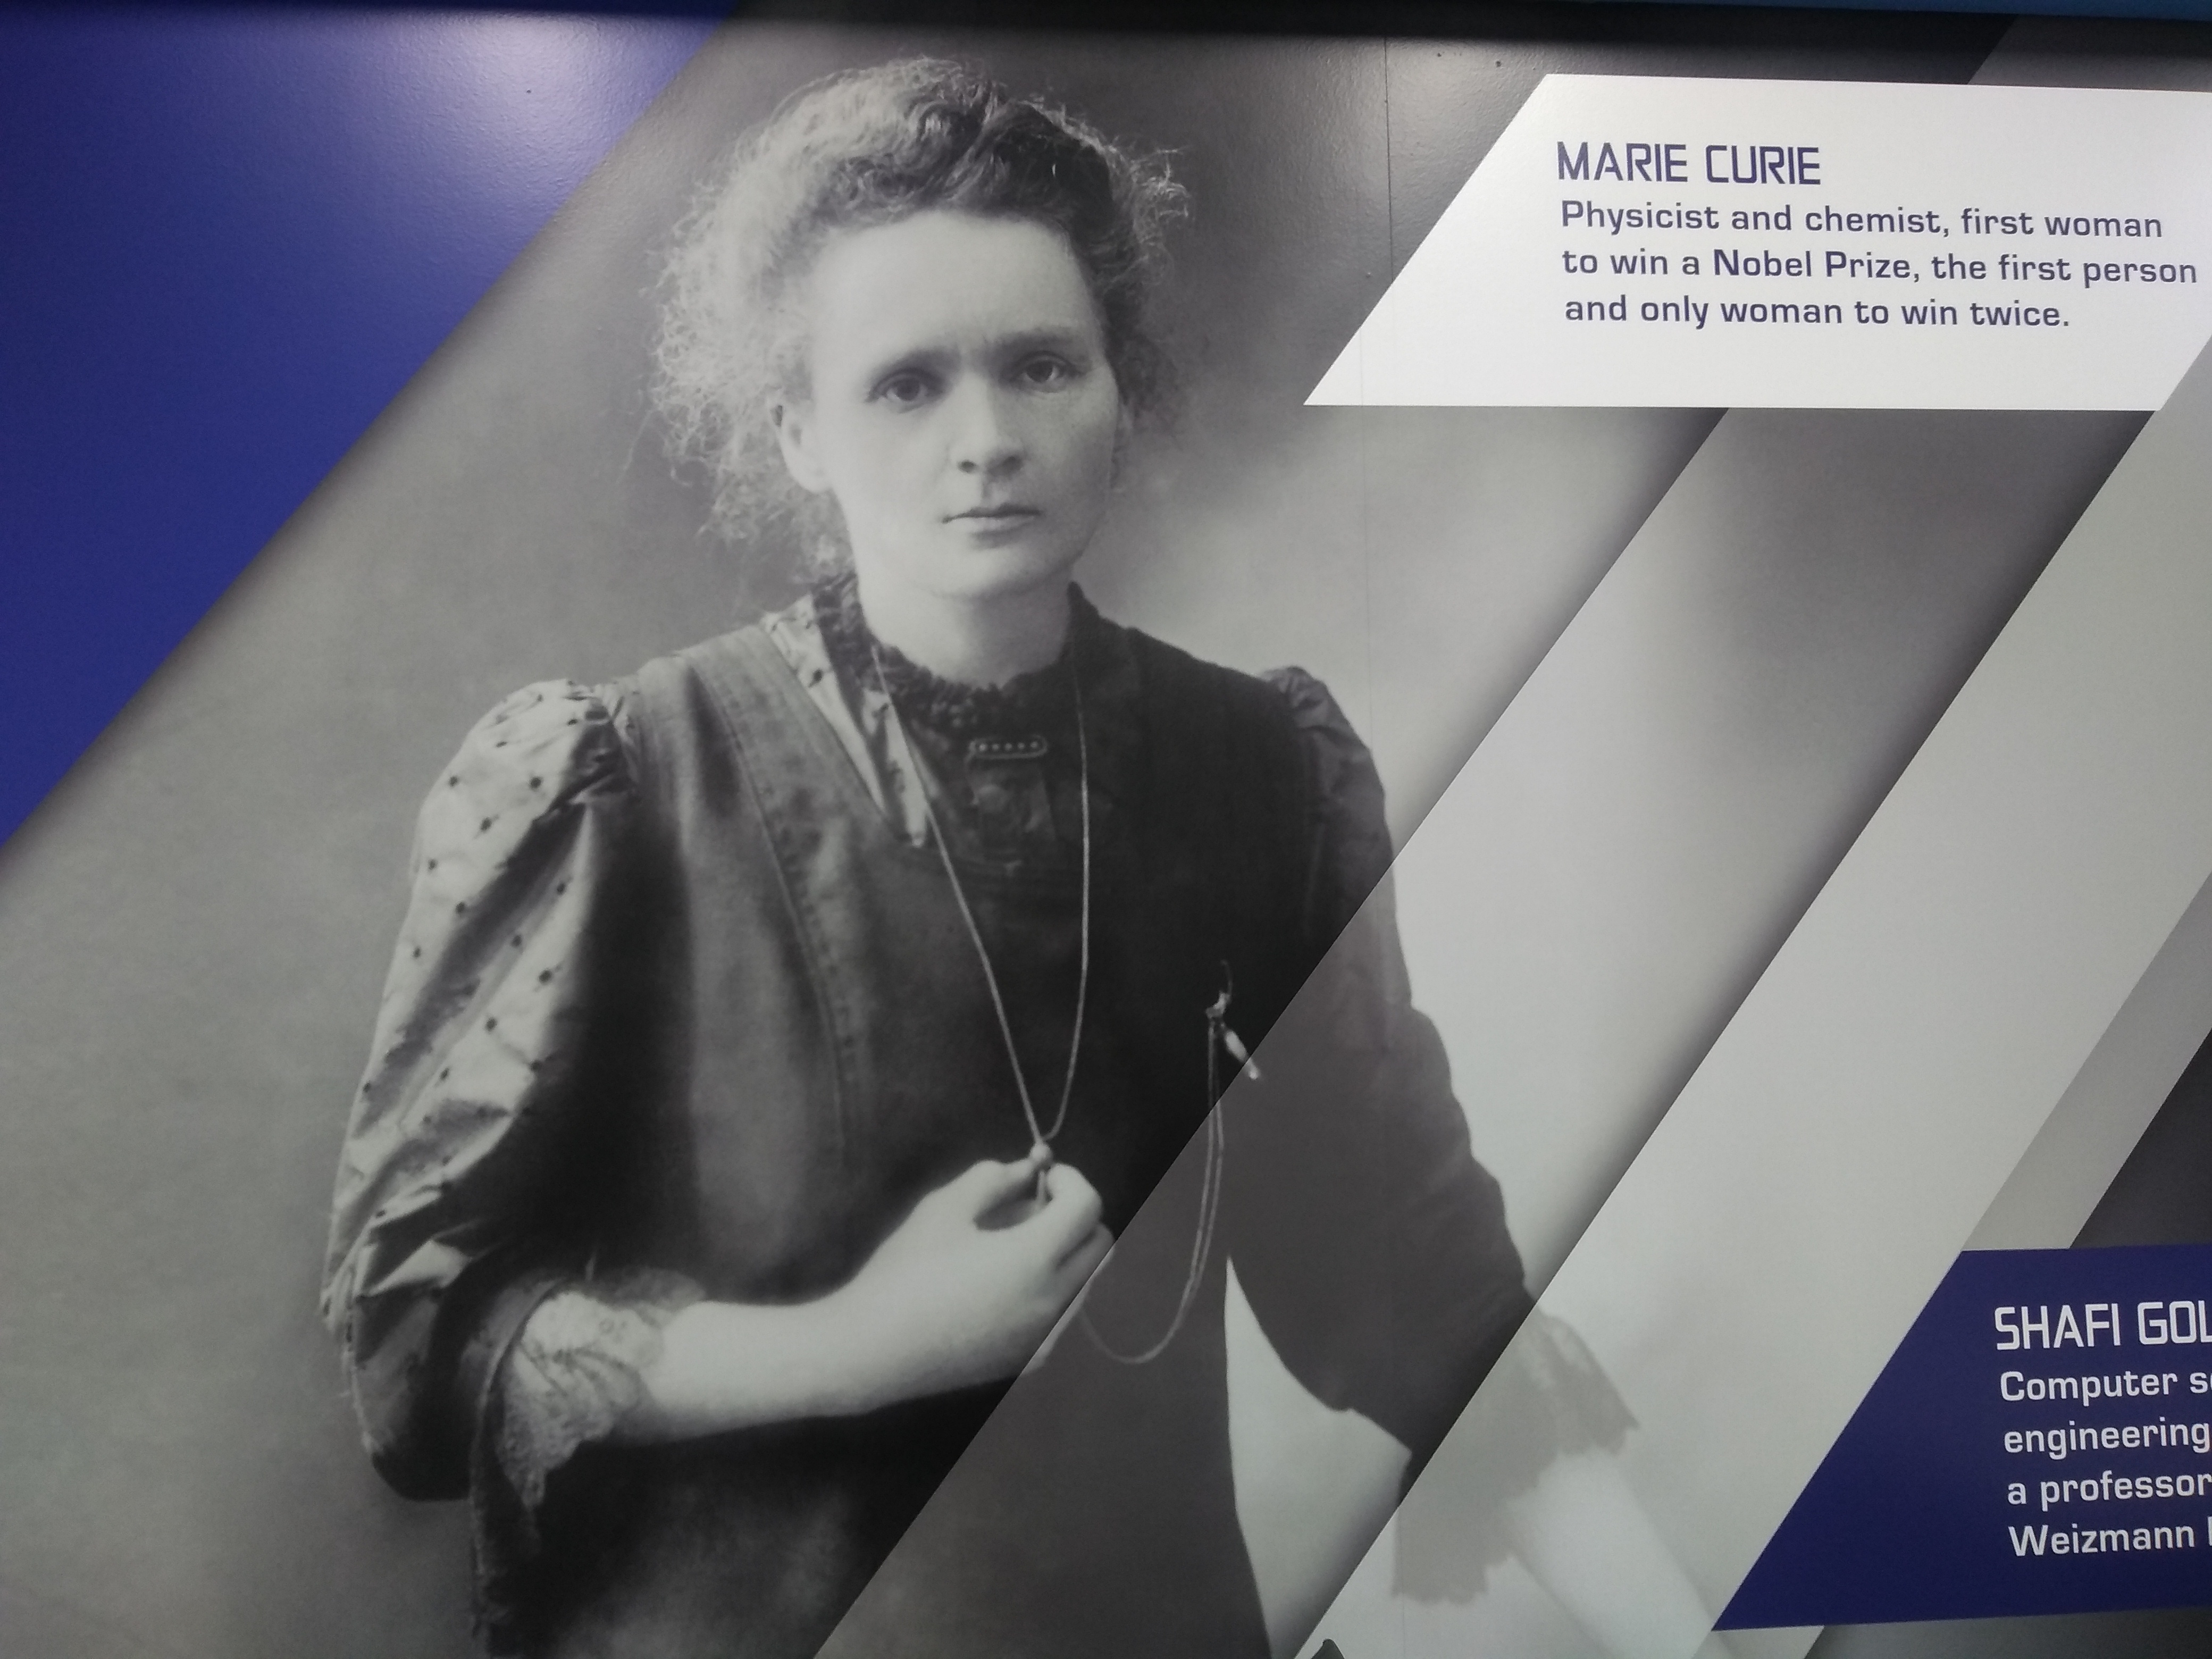 MARIE CURIE
Physicist and chemist, first woman
to win a Nobel Prize, the first person
and only woman to win twice.
SHAFI
Computer
engineering
a professor
Weizmann